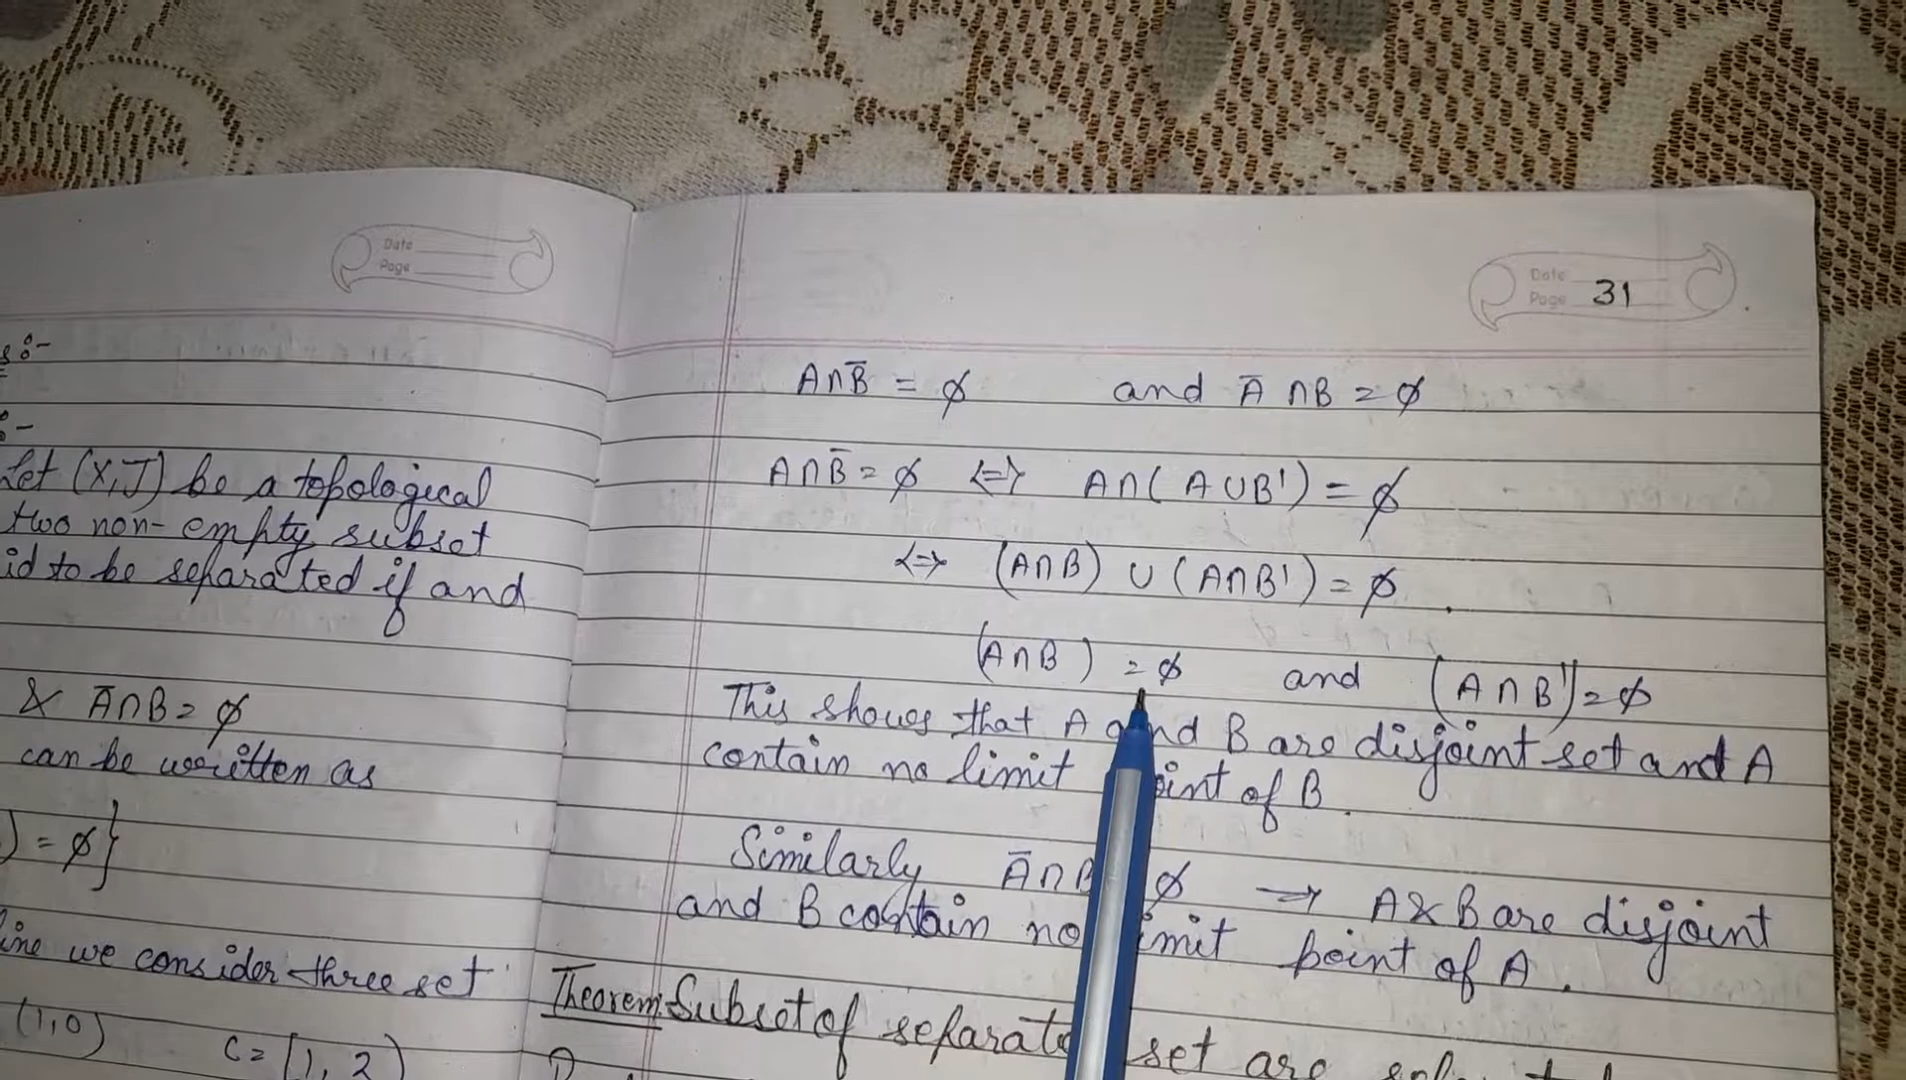 Date
Page
:-
:-
Let (X,J) be a topological
two non-empty subset
id to be separated if and
& A̅∩B = ∅
can be written as
) = ∅}
line we consider three set
(1,0) C = [1, 2)
Date
Page 31
A∩B̅ = ∅ and A̅ ∩B = ∅
A∩B̅ = ∅ <=> A∩( A∪B') = ∅
<=> (A∩B) ∪ (A∩B') = ∅
(A∩B) = ∅ and (A∩B') = ∅
This shows that A and B are disjoint set and A
contain no limit point of B.
Similarly A̅∩B ∅ → A & B are disjoint
and B contain no limit point of A.
Theorem:- Subset of separate set are